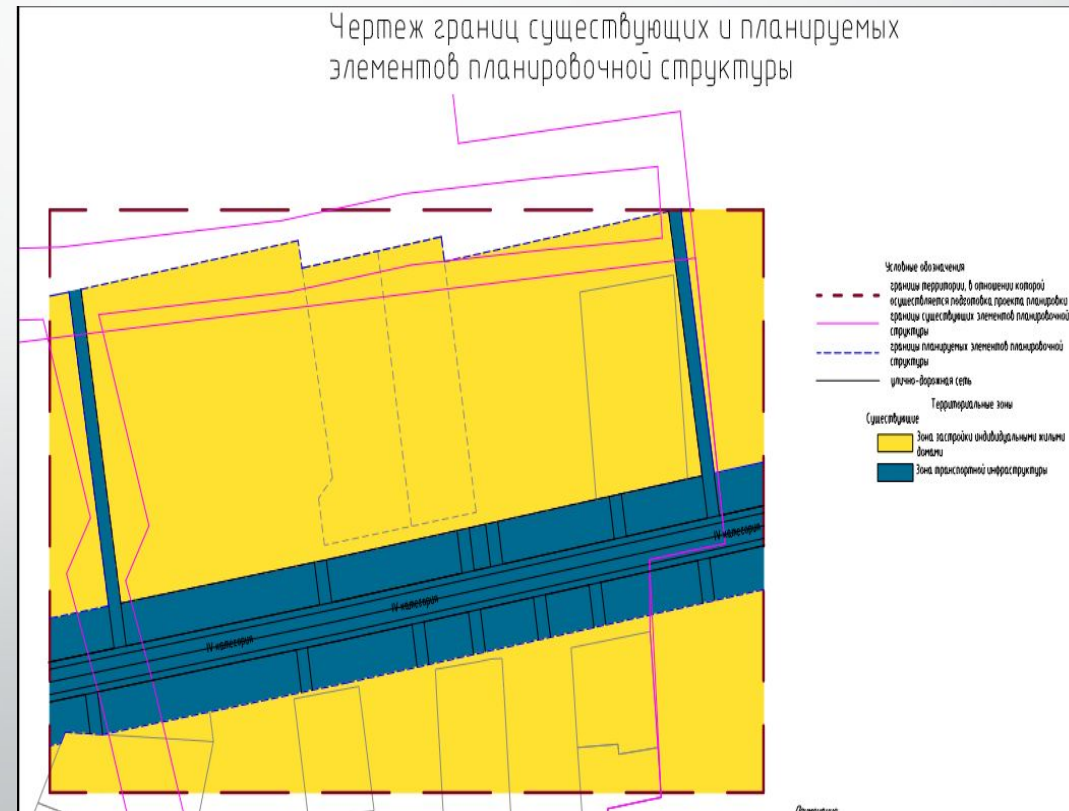 Чертеж границ существующих и планируемых
элементов планировочной структуры
Условные обозначения
границы территории, в отношении которой
осуществляется подготовка проекта планировки
границы существующих элементов планировочной
структуры
границы планируемых элементов планировочной
структуры
улично-дорожная сеть
Территориальные зоны
Существующие
Зона застройки индивидуальными жилыми
домами
Зона транспортной инфраструктуры
IV категория
IV категория
IV категория